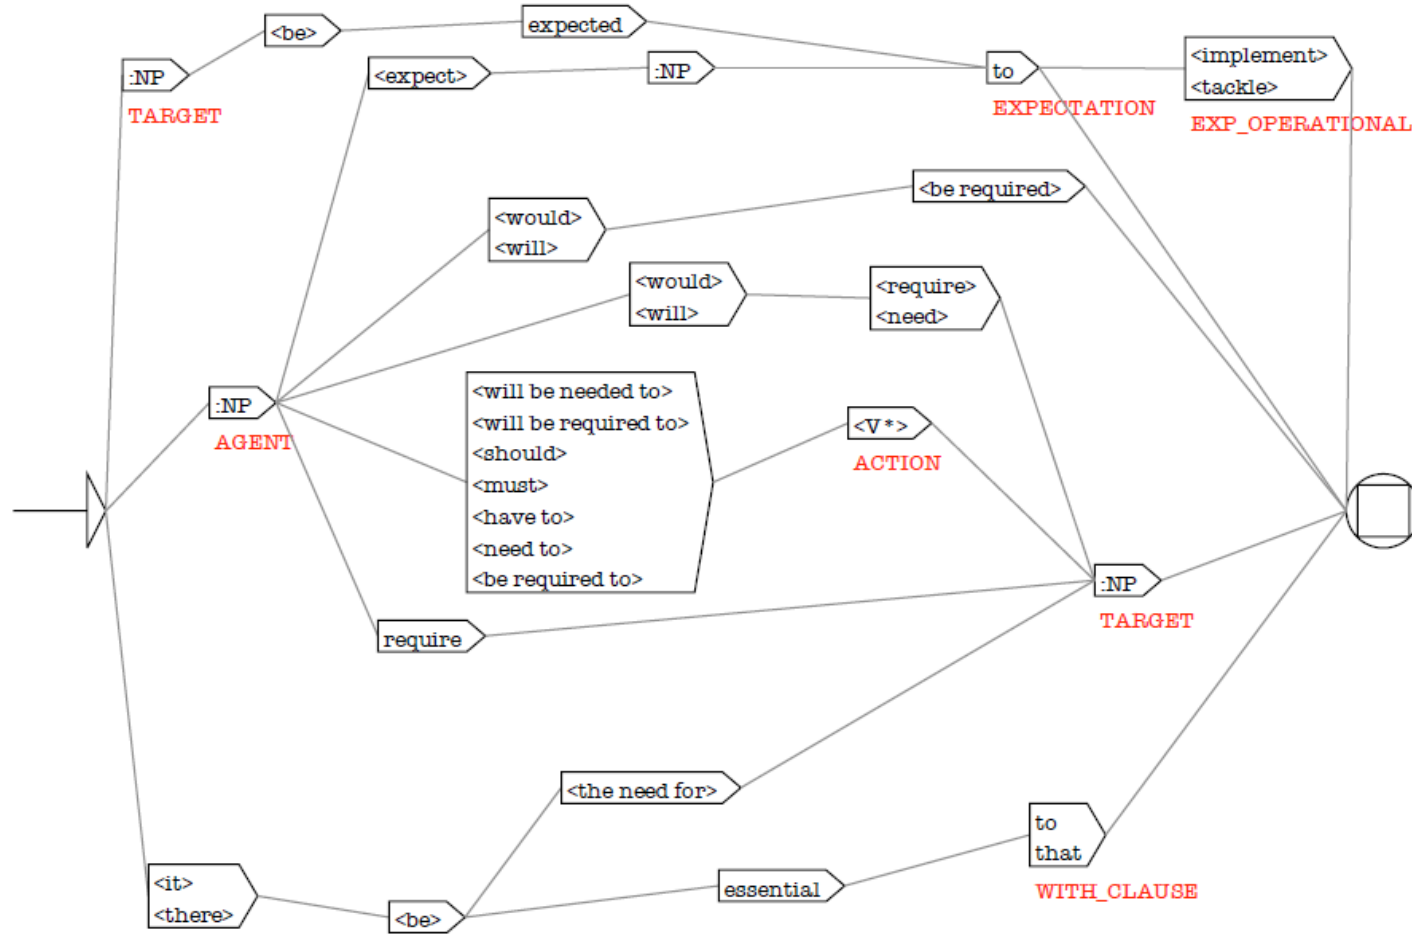 <be>
expected
:NP
TARGET
<expect>
:NP
to
EXPECTATION
<implement>
<tackle>
EXP_OPERATIONAL
<would>
<will>
<be required>
<would>
<will>
<require>
<need>
:NP
AGENT
<will be needed to>
<will be required to>
<should>
<must>
<have to>
<need to>
<be required to>
<V*>
ACTION
require
:NP
TARGET
<the need for>
<it>
<there>
<be>
essential
to
that
WITH_CLAUSE